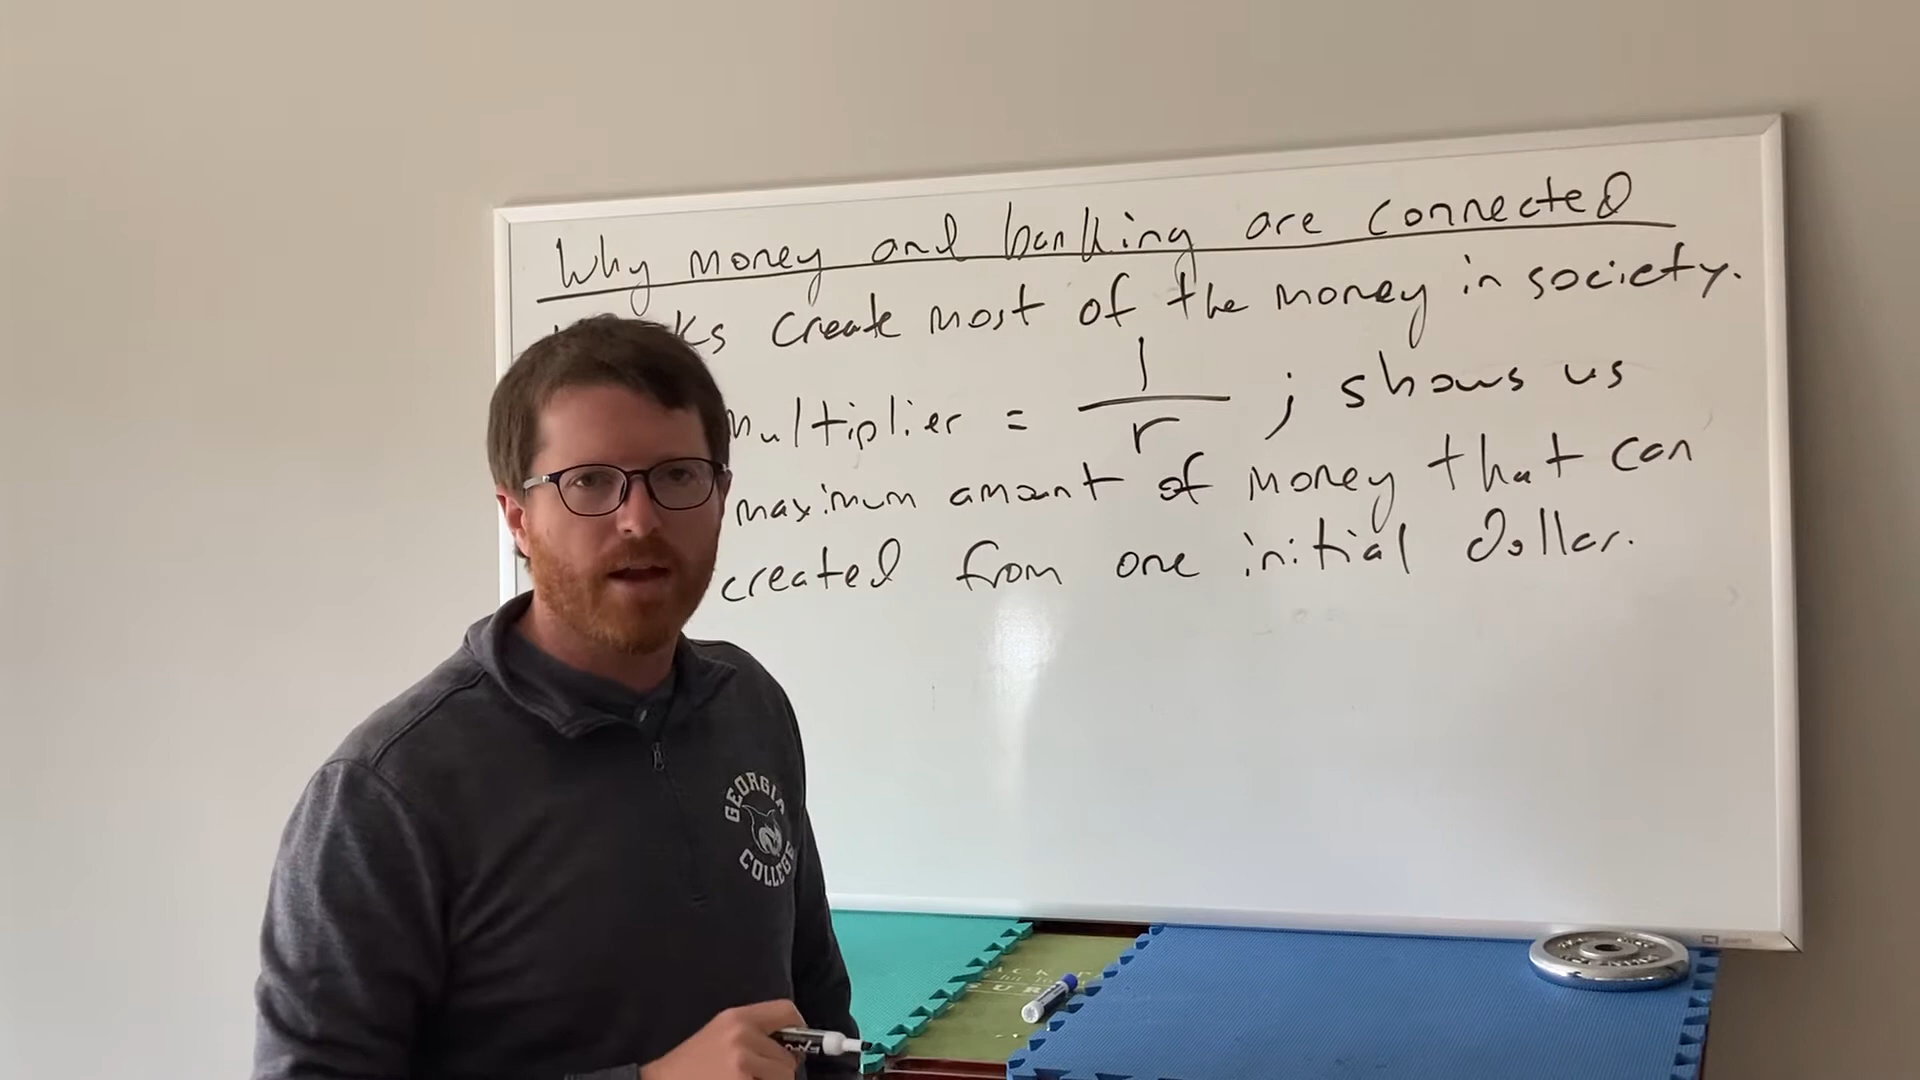 Why money and banking are connected
create most of the money in society.
multiplier = 1/r ; shows us
maximum amount of money that can
created from one initial dollar.
GEORGIA
COLLEGE
EXPO